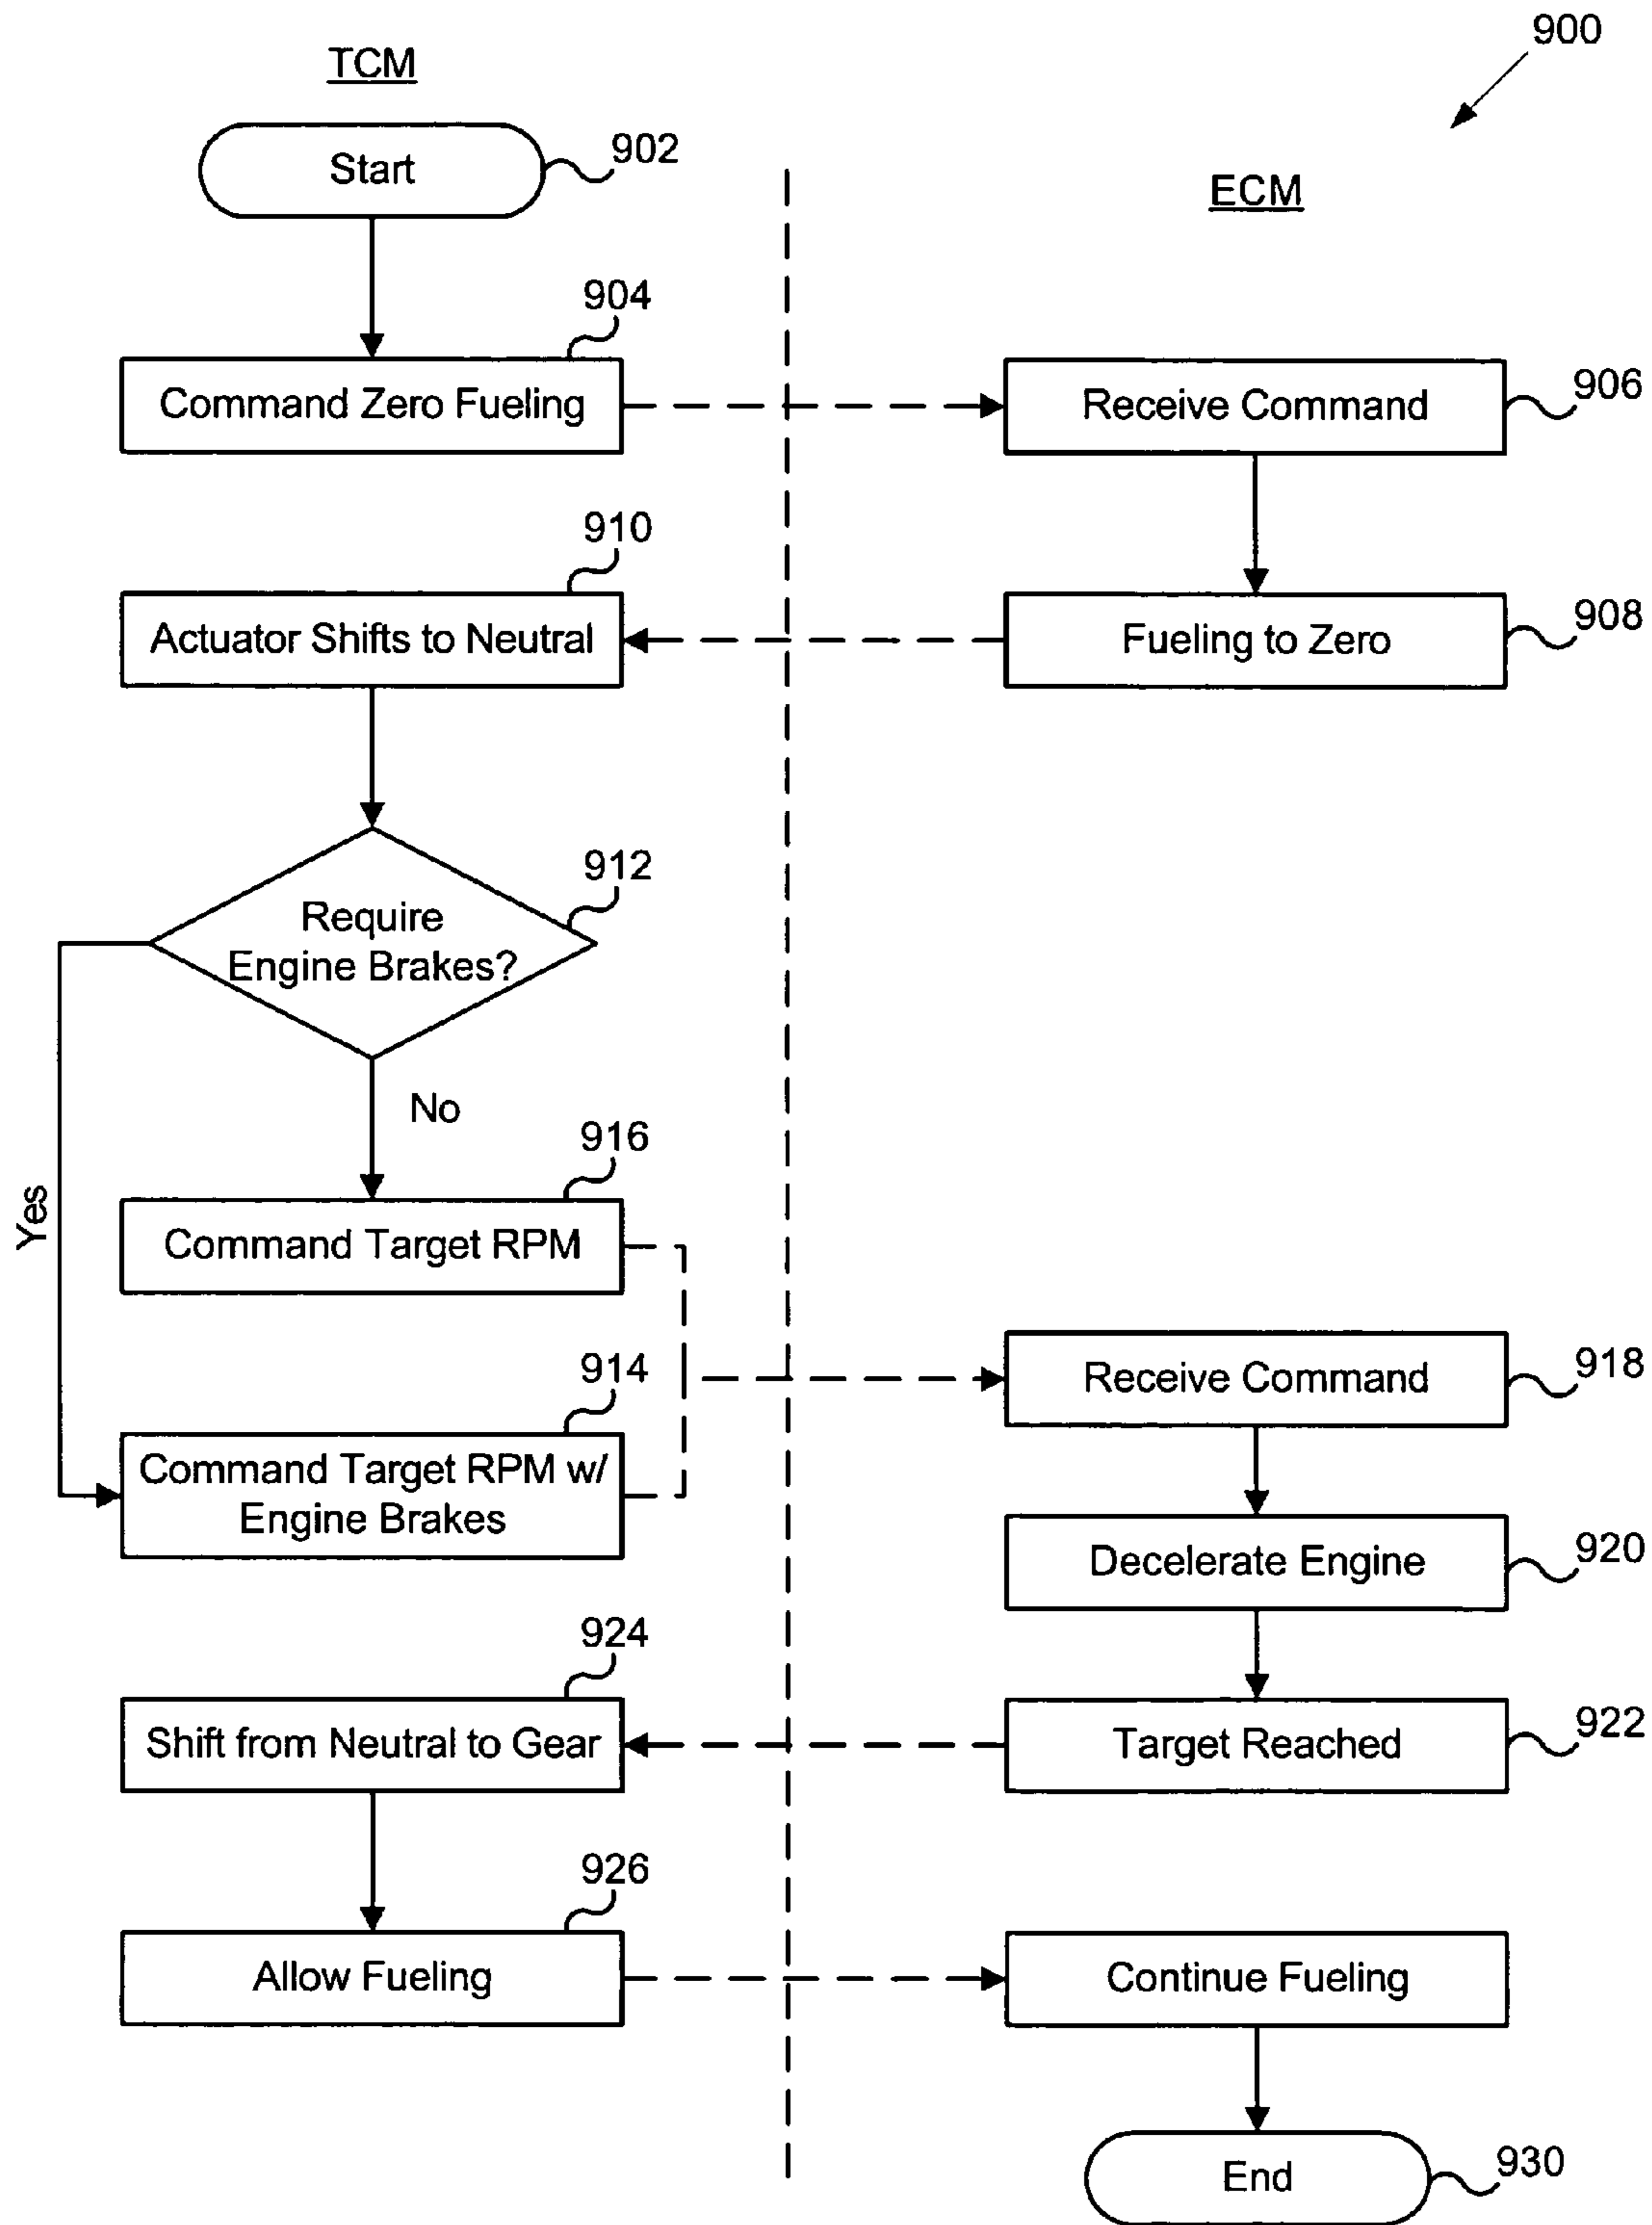 900
TCM
Start
902
ECM
904
Command Zero Fueling
Receive Command
906
910
Actuator Shifts to Neutral
Fueling to Zero
908
912
Require
Engine Brakes?
No
Yes
916
Command Target RPM
914
Command Target RPM w/
Engine Brakes
Receive Command
918
Decelerate Engine
920
924
Shift from Neutral to Gear
Target Reached
922
926
Allow Fueling
Continue Fueling
End
930